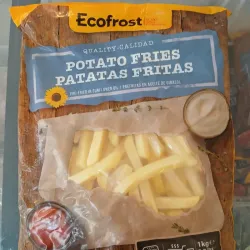 Ecofrost
QUALITY-CALIDAD
POTATO FRIES
PATATAS FRITAS
1kg